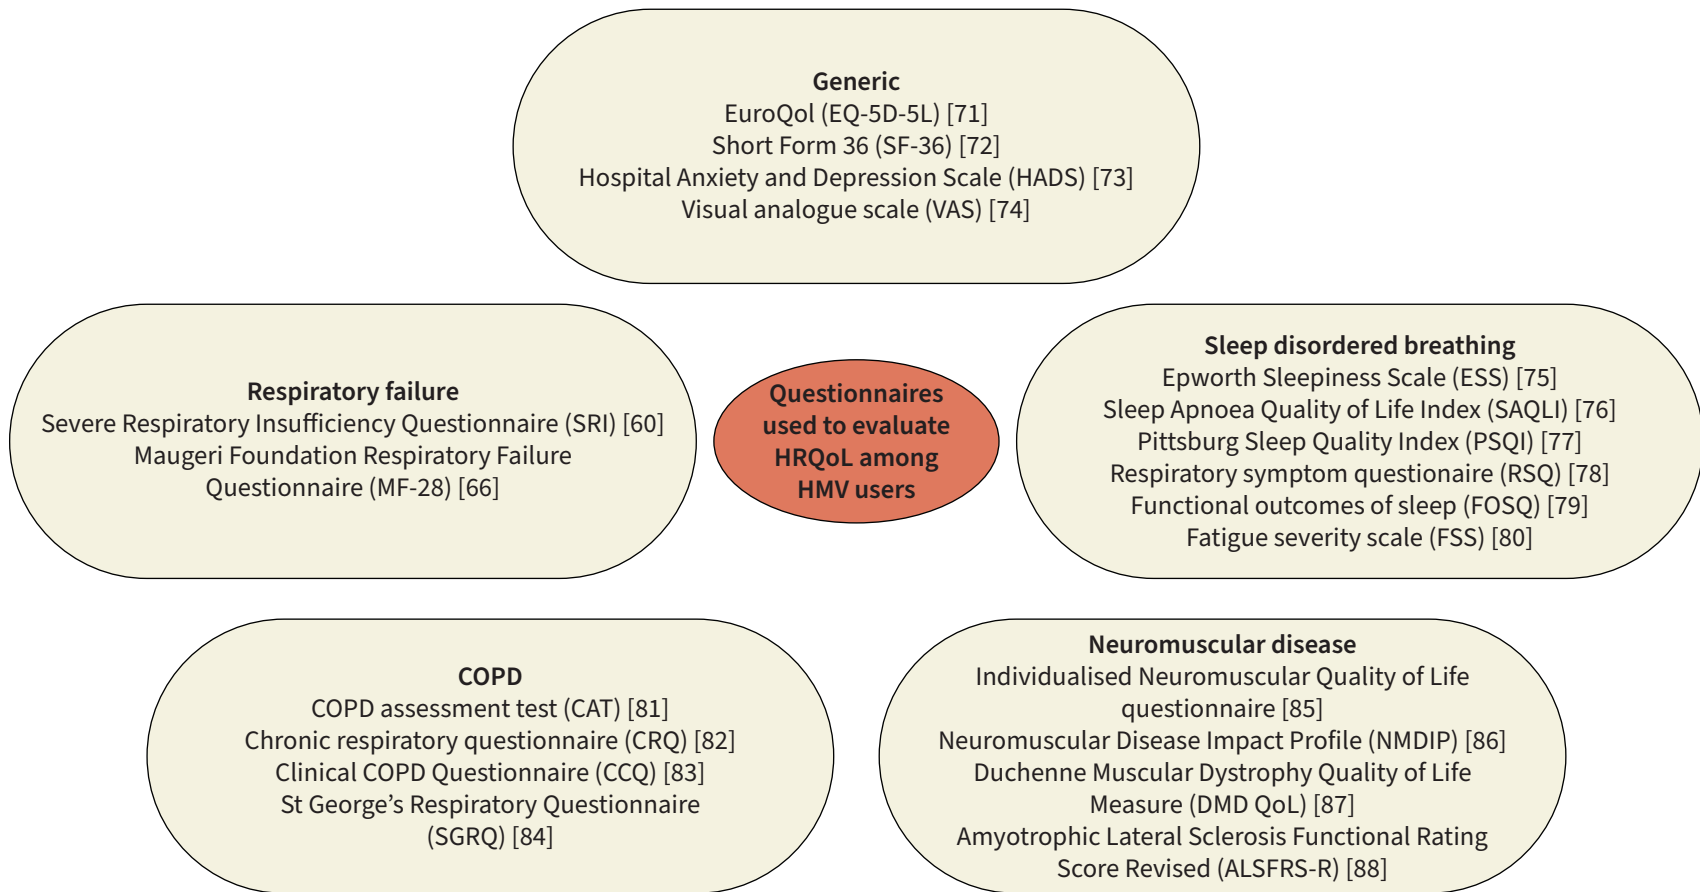 Generic
EuroQol (EQ-5D-5L) [71]
Short Form 36 (SF-36) [72]
Hospital Anxiety and Depression Scale (HADS) [73]
Visual analogue scale (VAS) [74]
Respiratory failure
Severe Respiratory Insufficiency Questionnaire (SRI) [60]
Maugeri Foundation Respiratory Failure
Questionnaire (MF-28) [66]
Questionnaires
used to evaluate
HRQoL among
HMV users
Sleep disordered breathing
Epworth Sleepiness Scale (ESS) [75]
Sleep Apnoea Quality of Life Index (SAQLI) [76]
Pittsburg Sleep Quality Index (PSQI) [77]
Respiratory symptom questionaire (RSQ) [78]
Functional outcomes of sleep (FOSQ) [79]
Fatigue severity scale (FSS) [80]
COPD
COPD assessment test (CAT) [81]
Chronic respiratory questionnaire (CRQ) [82]
Clinical COPD Questionnaire (CCQ) [83]
St George’s Respiratory Questionnaire
(SGRQ) [84]
Neuromuscular disease
Individualised Neuromuscular Quality of Life
questionnaire [85]
Neuromuscular Disease Impact Profile (NMDIP) [86]
Duchenne Muscular Dystrophy Quality of Life
Measure (DMD QoL) [87]
Amyotrophic Lateral Sclerosis Functional Rating
Score Revised (ALSFRS-R) [88]